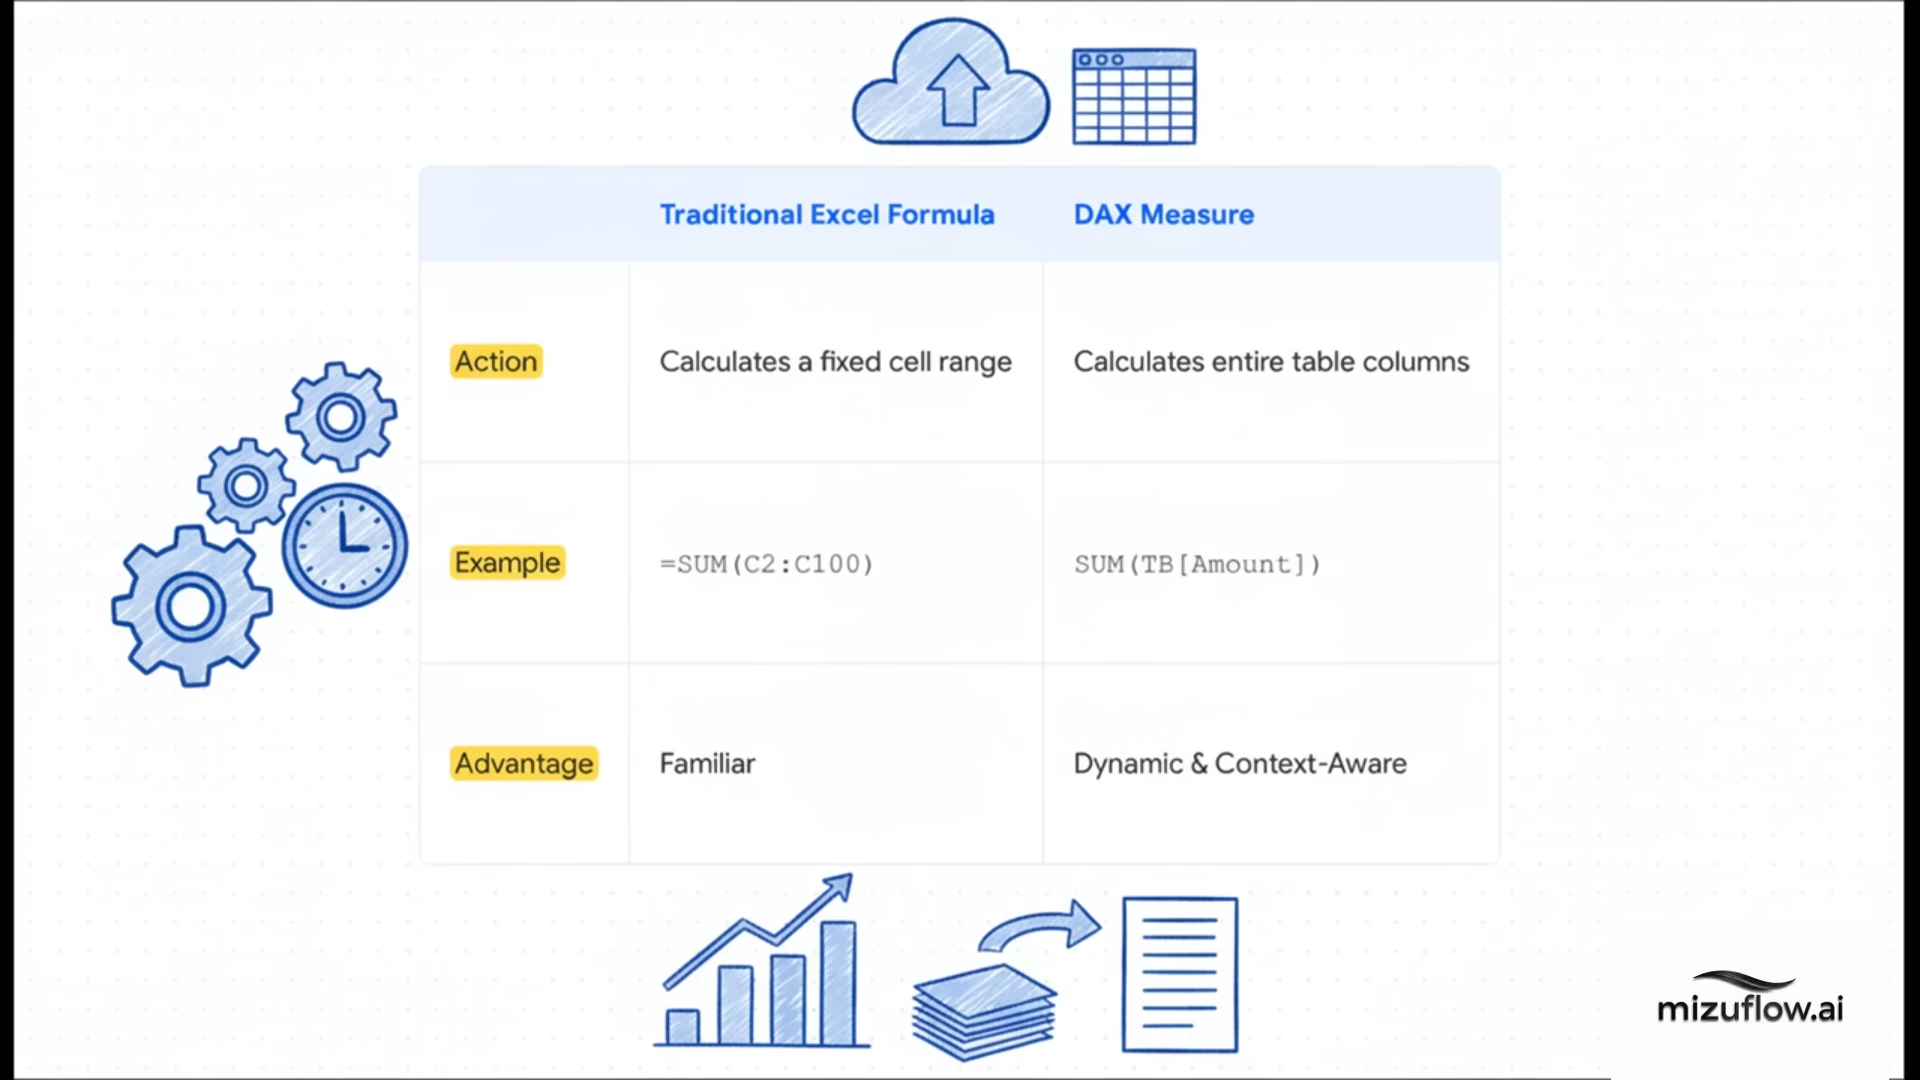 Traditional Excel Formula
DAX Measure
Action
Calculates a fixed cell range
Calculates entire table columns
Example
=SUM(C2:C100)
SUM(TB[Amount])
Advantage
Familiar
Dynamic & Context-Aware
mizuflow.ai